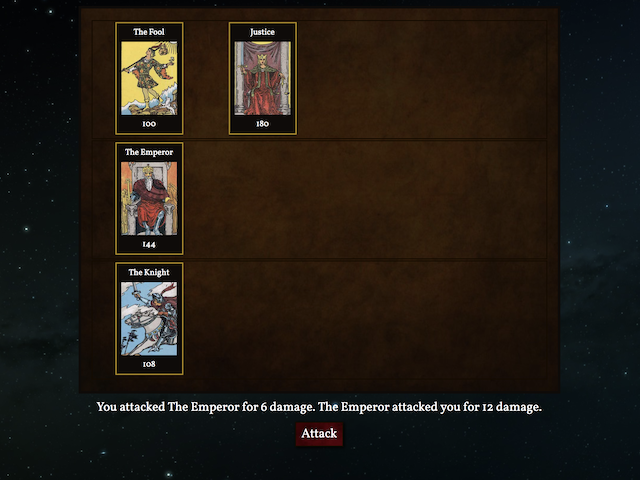 The Fool
100
Justice
180
The Emperor
144
The Knight
108
You attacked The Emperor for 6 damage. The Emperor attacked you for 12 damage.
Attack